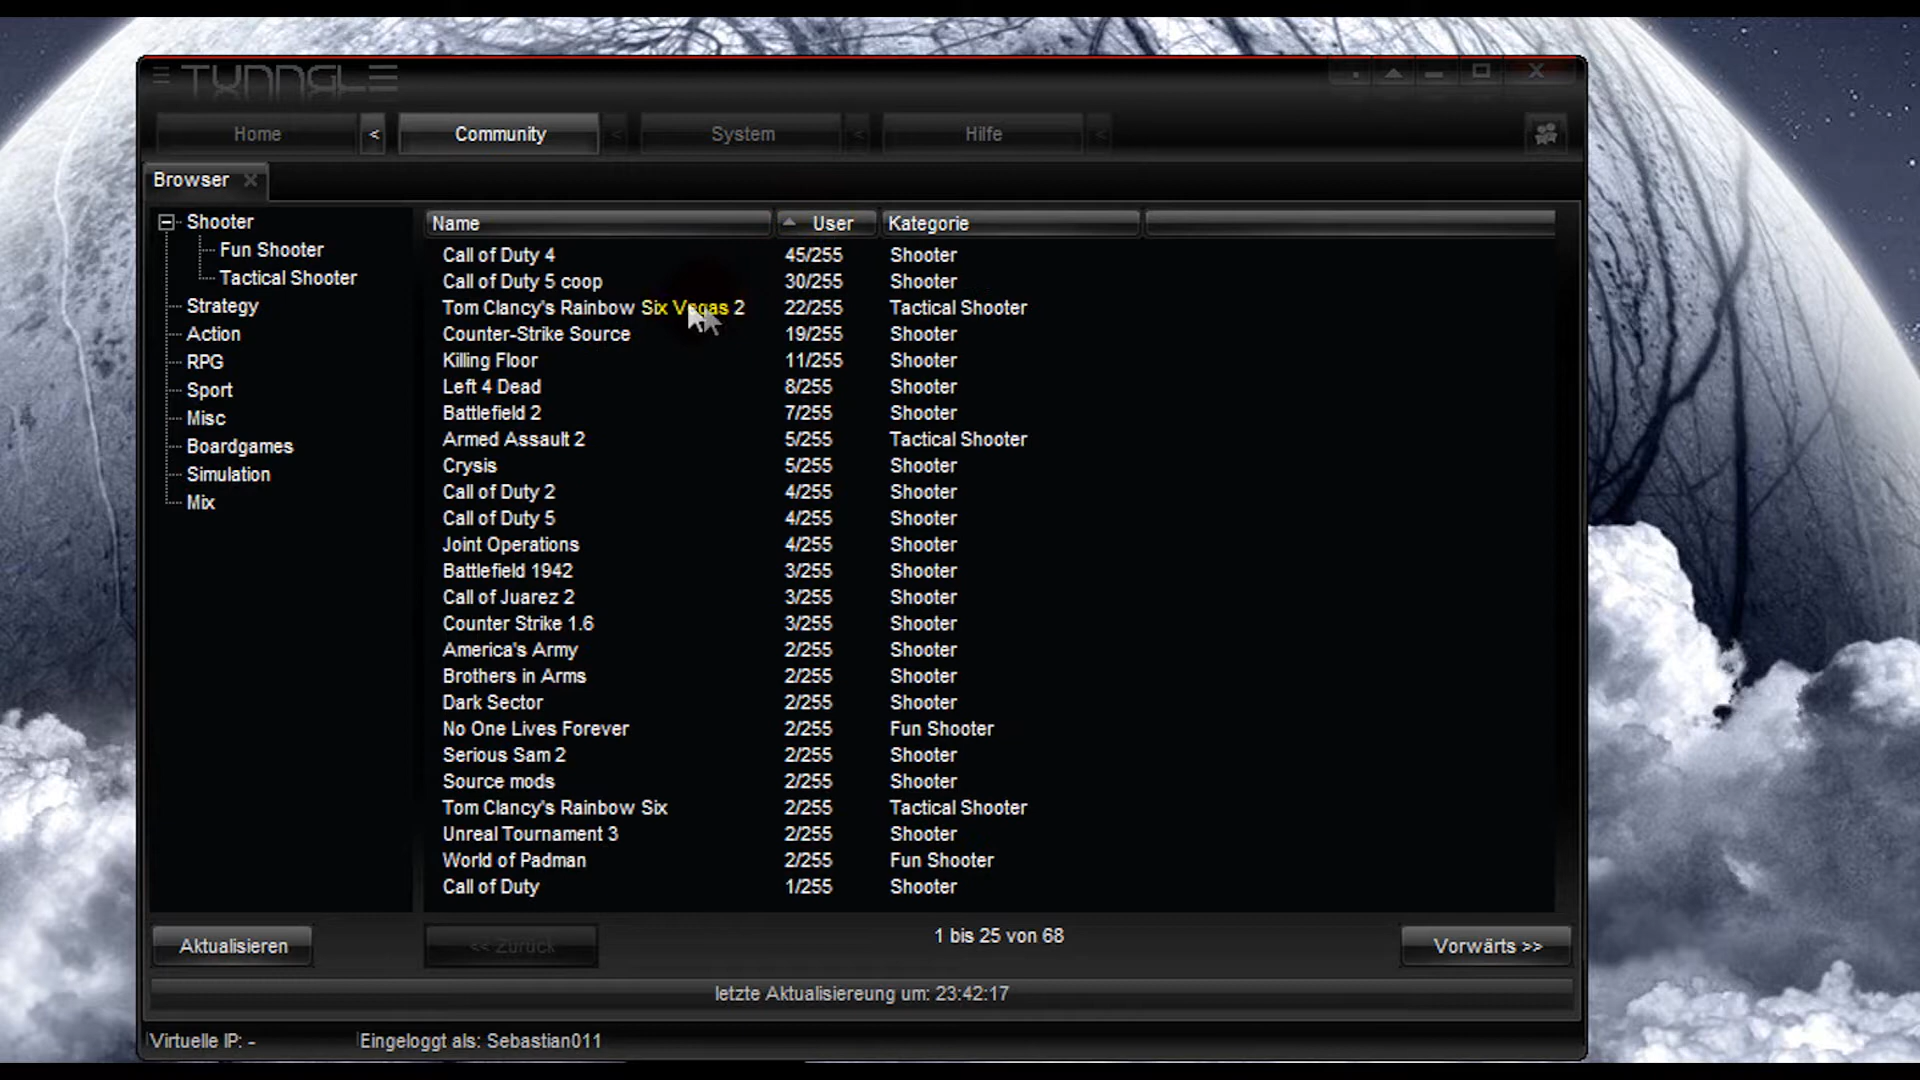 TUNNGLE
Home < Community < System < Hilfe <
Browser
Shooter
Fun Shooter
Tactical Shooter
Strategy
Action
RPG
Sport
Misc
Boardgames
Simulation
Mix
Name User Kategorie
Call of Duty 4 45/255 Shooter
Call of Duty 5 coop 30/255 Shooter
Tom Clancy's Rainbow Six Vegas 2 22/255 Tactical Shooter
Counter-Strike Source 19/255 Shooter
Killing Floor 11/255 Shooter
Left 4 Dead 8/255 Shooter
Battlefield 2 7/255 Shooter
Armed Assault 2 5/255 Tactical Shooter
Crysis 5/255 Shooter
Call of Duty 2 4/255 Shooter
Call of Duty 5 4/255 Shooter
Joint Operations 4/255 Shooter
Battlefield 1942 3/255 Shooter
Call of Juarez 2 3/255 Shooter
Counter Strike 1.6 3/255 Shooter
America's Army 2/255 Shooter
Brothers in Arms 2/255 Shooter
Dark Sector 2/255 Shooter
No One Lives Forever 2/255 Fun Shooter
Serious Sam 2 2/255 Shooter
Source mods 2/255 Shooter
Tom Clancy's Rainbow Six 2/255 Tactical Shooter
Unreal Tournament 3 2/255 Shooter
World of Padman 2/255 Fun Shooter
Call of Duty 1/255 Shooter
Aktualisieren << Zurück 1 bis 25 von 68 Vorwärts >>
letzte Aktualisiereung um: 23:42:17
Virtuelle IP: - Eingeloggt als: Sebastian011